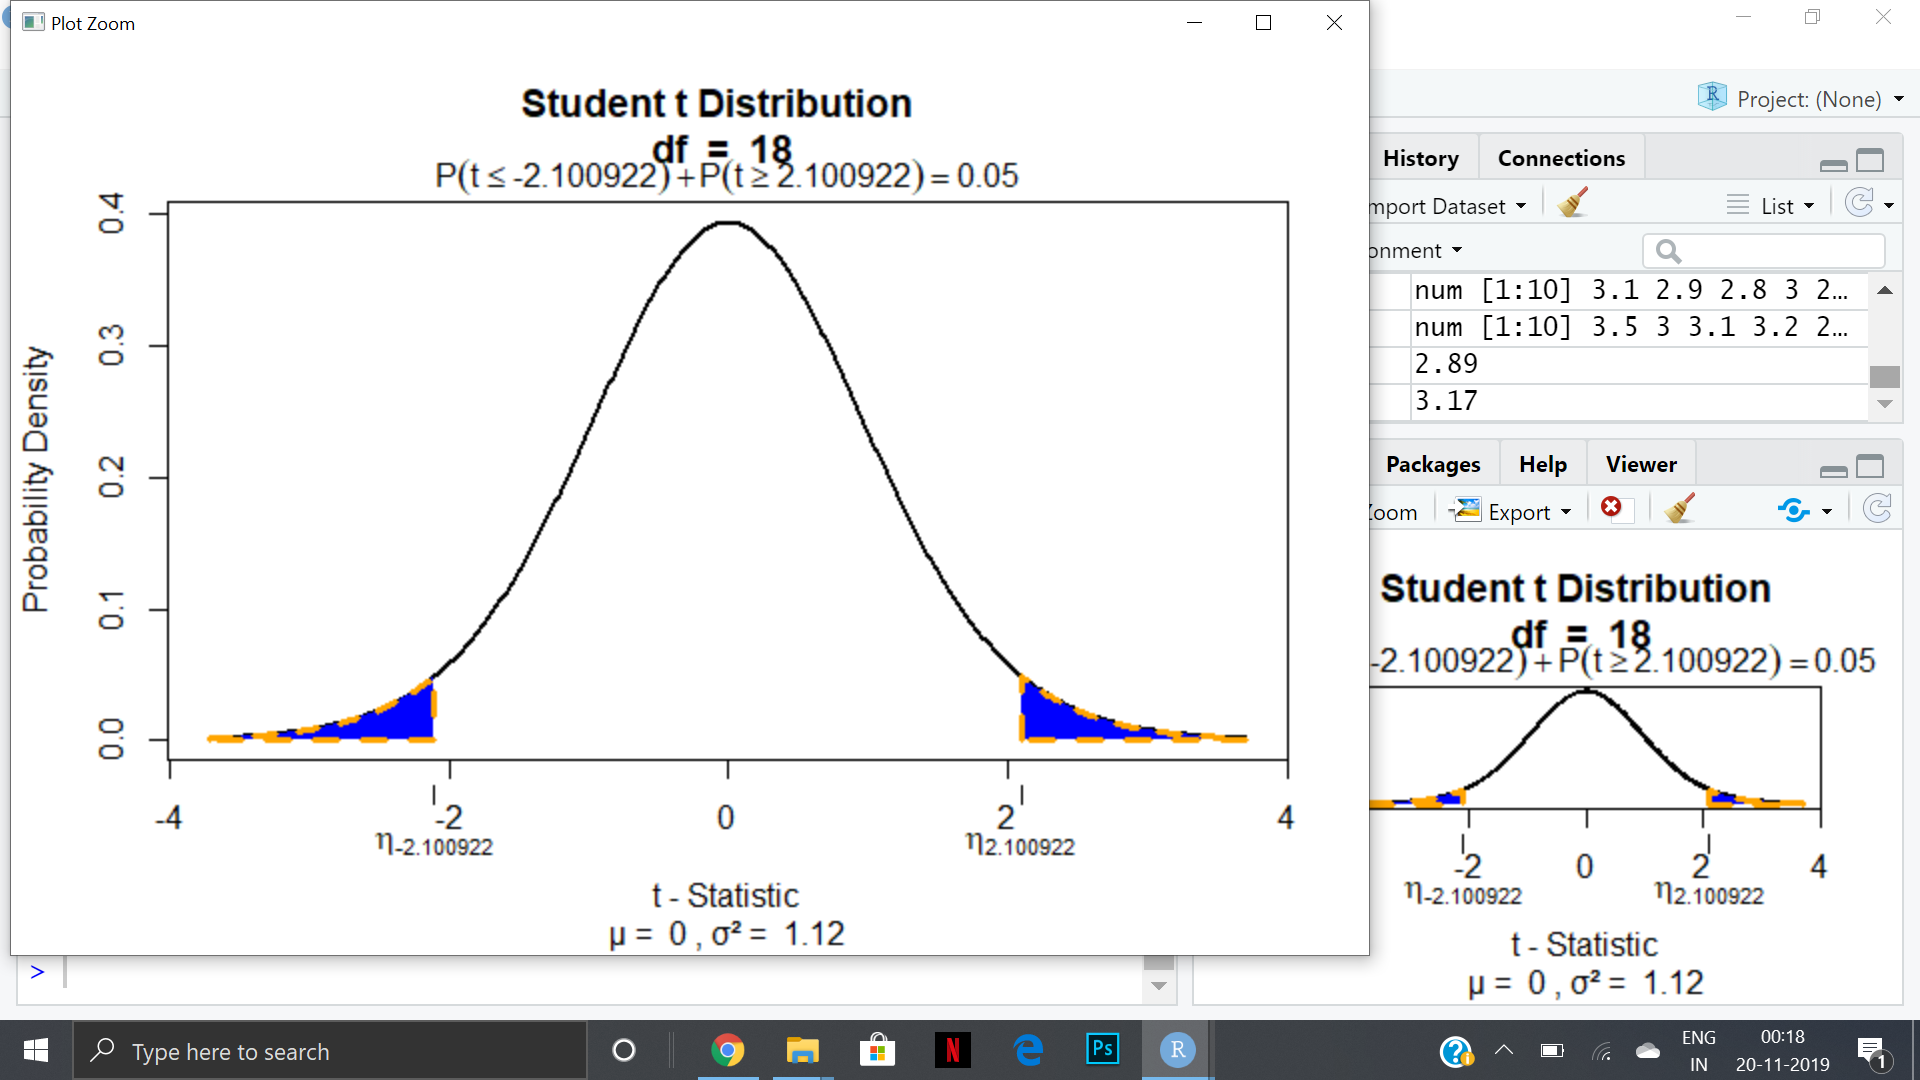 Plot Zoom
Student t Distribution
df = 18
P(t ≤ -2.100922) + P(t ≥ 2.100922) = 0.05
Probability Density
0.4
0.3
0.2
0.1
0.0
-4 -2 0 2 4
η-2.100922 η2.100922
t - Statistic
μ = 0 , σ² = 1.12
>
Project: (None)
History Connections
mport Dataset List
onment
num [1:10] 3.1 2.9 2.8 3 2…
num [1:10] 3.5 3 3.1 3.2 2…
2.89
3.17
Packages Help Viewer
Zoom Export
Student t Distribution
df = 18
-2.100922) + P(t ≥ 2.100922) = 0.05
-2 0 2 4
η-2.100922 η2.100922
t - Statistic
μ = 0 , σ² = 1.12
Type here to search
N
Ps
R
ENG
IN
00:18
20-11-2019
1